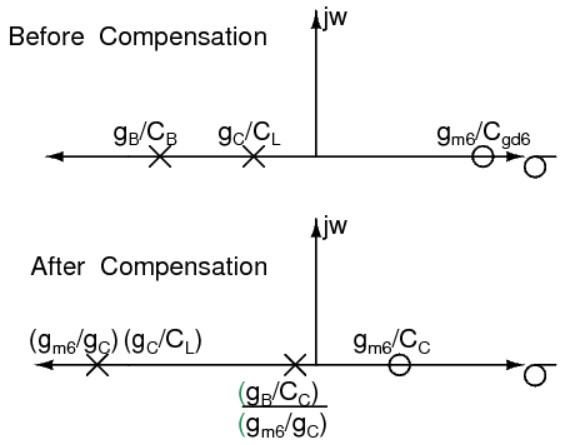 jw
Before Compensation
g_B/C_B g_C/C_L g_m6/C_gd6
jw
After Compensation
(g_m6/g_C) (g_C/C_L) g_m6/C_C
(g_B/C_C)
(g_m6/g_C)